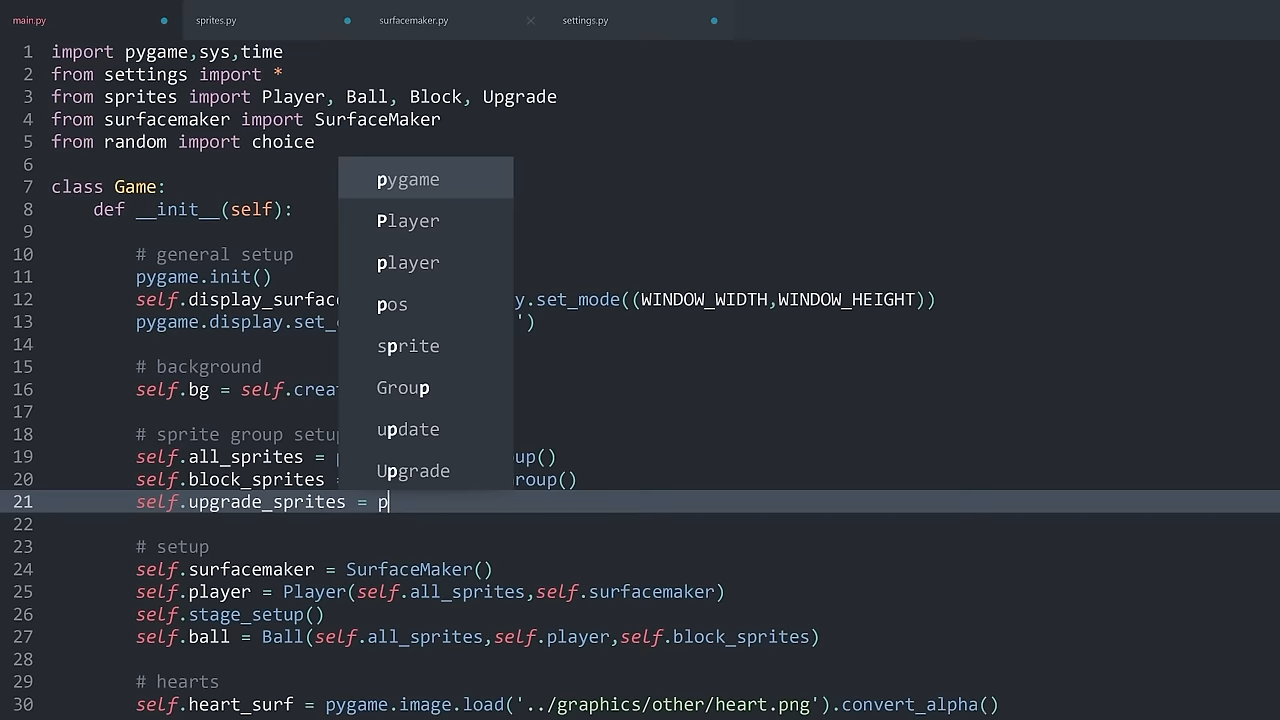 main.py sprites.py surfacemaker.py settings.py
1 import pygame,sys,time
2 from settings import *
3 from sprites import Player, Ball, Block, Upgrade
4 from surfacemaker import SurfaceMaker
5 from random import choice
6
7 class Game:
8 def __init__(self):
9
10 # general setup
11 pygame.init()
12 self.display_surfac y.set_mode((WINDOW_WIDTH,WINDOW_HEIGHT))
13 pygame.display.set_ ')
14
15 # background
16 self.bg = self.crea
17
18 # sprite group setu
19 self.all_sprites = up()
20 self.block_sprites = roup()
21 self.upgrade_sprites = p
22
23 # setup
24 self.surfacemaker = SurfaceMaker()
25 self.player = Player(self.all_sprites,self.surfacemaker)
26 self.stage_setup()
27 self.ball = Ball(self.all_sprites,self.player,self.block_sprites)
28
29 # hearts
30 self.heart_surf = pygame.image.load('../graphics/other/heart.png').convert_alpha()
pygame
Player
player
pos
sprite
Group
update
Upgrade